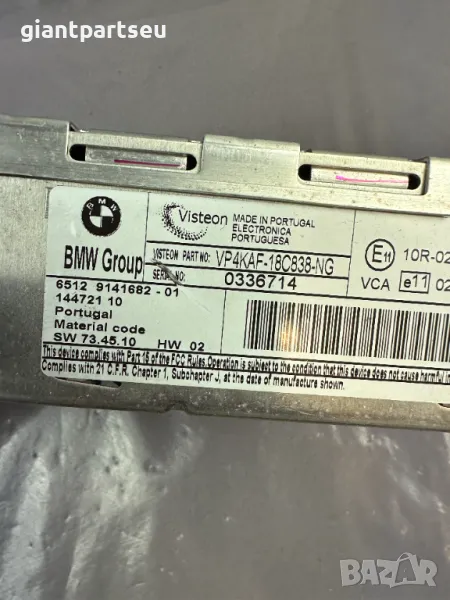 giantpartseu
BMW
BMW Group
Visteon
MADE IN PORTUGAL
ELECTRONICA
PORTUGUESA
VISTEON PART NO: VP4KAF-18C838-NG
SERIAL NO: 0336714
E11 10R-02
VCA e11 02
6512 9141682 - 01
144721 10
Portugal
Material code
SW 73.45.10 HW 02
This device complies with Part 15 of the FCC Rules. Operation is subject to the condition that this device does not cause
Complies with 21 C.F.R. Chapter 1, Subchapter J, at the date of manufacture shown.
BAZAR